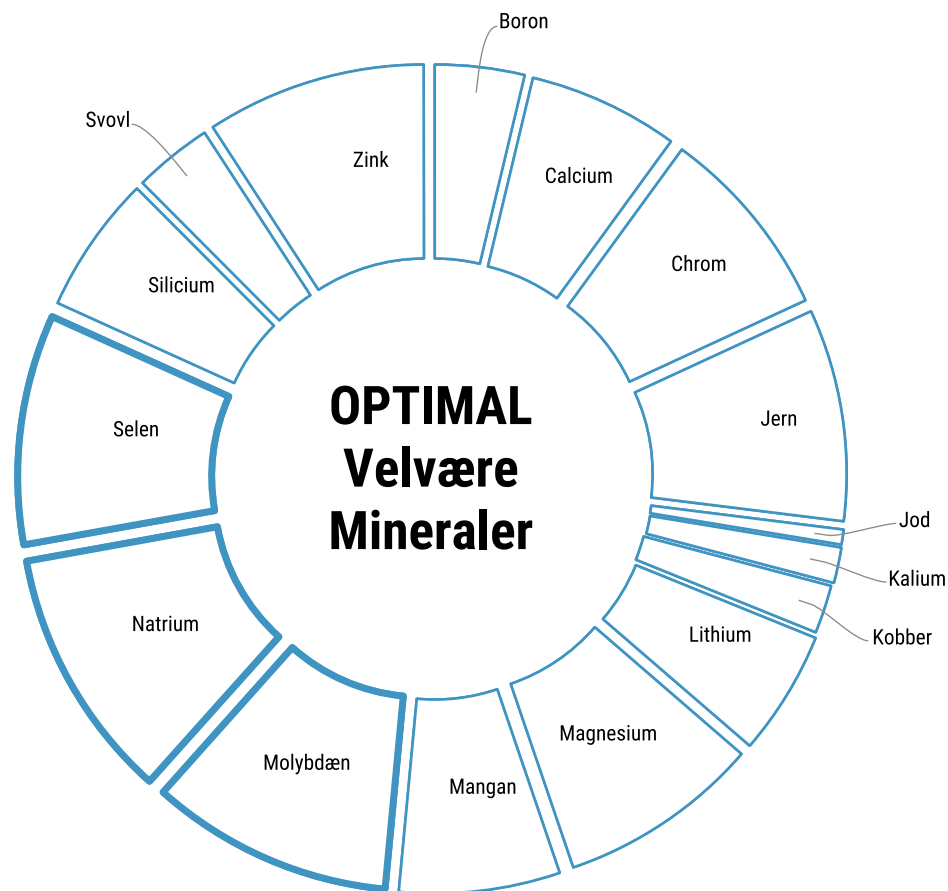 Boron
Calcium
Chrom
Jern
Jod
Kalium
Kobber
Lithium
Magnesium
Mangan
Molybdæn
Natrium
Selen
Silicium
Svovl
Zink
OPTIMAL
Velvære
Mineraler